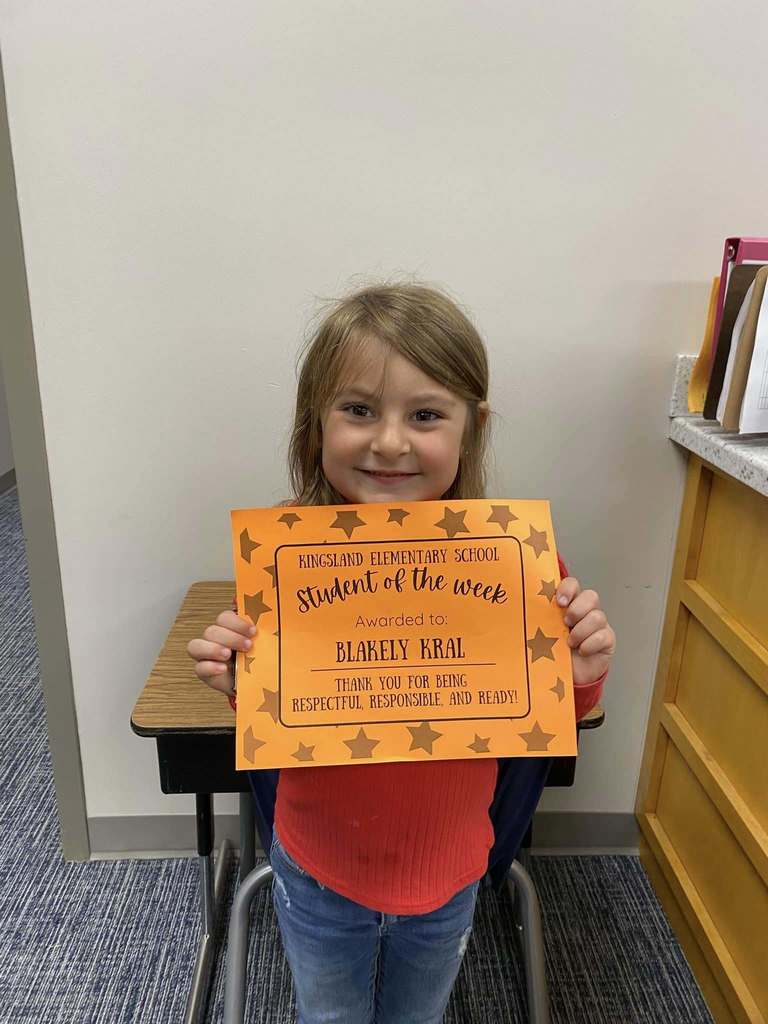 KINGSLAND ELEMENTARY SCHOOL
Student of the week
Awarded to:
BLAKELY KRAL
THANK YOU FOR BEING
RESPECTFUL, RESPONSIBLE, AND READY!